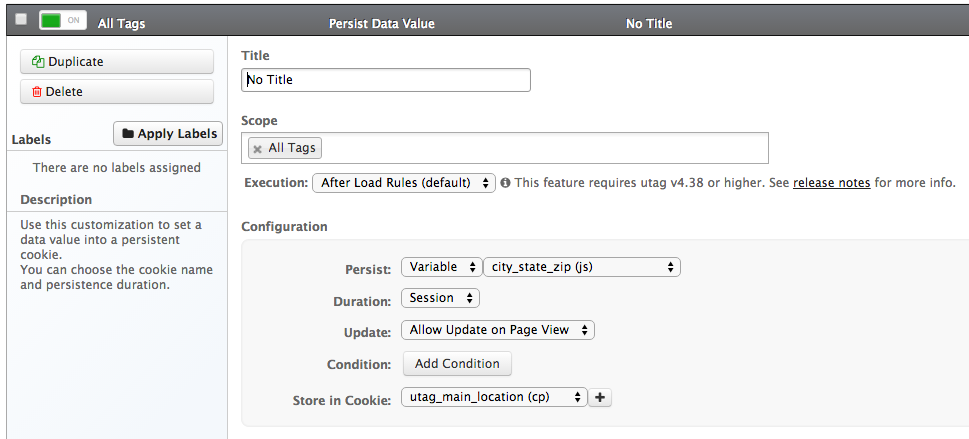 ON All Tags Persist Data Value No Title
Duplicate
Delete
Labels Apply Labels
There are no labels assigned
Description
Use this customization to set a
data value into a persistent
cookie.
You can choose the cookie name
and persistence duration.
Title
No Title
Scope
All Tags
Execution: After Load Rules (default) This feature requires utag v4.38 or higher. See release notes for more info.
Configuration
Persist: Variable city_state_zip (js)
Duration: Session
Update: Allow Update on Page View
Condition: Add Condition
Store in Cookie: utag_main_location (cp)